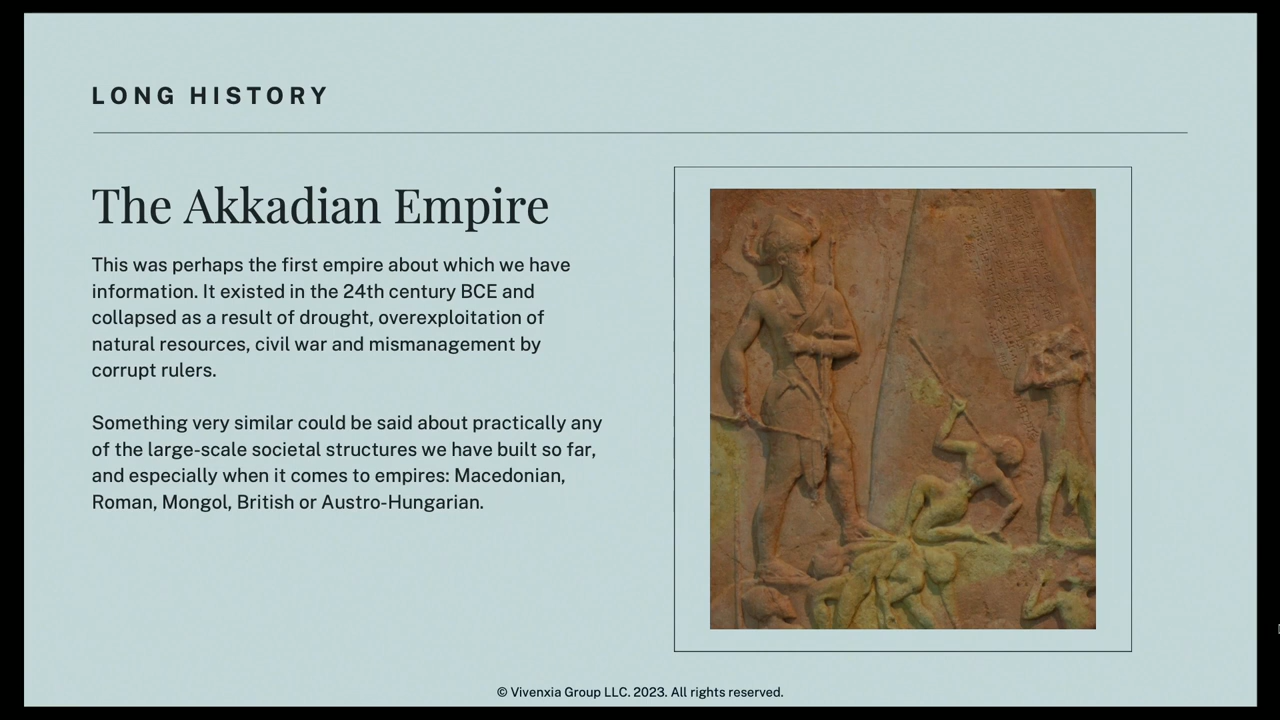 LONG HISTORY
The Akkadian Empire
This was perhaps the first empire about which we have
information. It existed in the 24th century BCE and
collapsed as a result of drought, overexploitation of
natural resources, civil war and mismanagement by
corrupt rulers.
Something very similar could be said about practically any
of the large-scale societal structures we have built so far,
and especially when it comes to empires: Macedonian,
Roman, Mongol, British or Austro-Hungarian.
© Vivenxia Group LLC. 2023. All rights reserved.